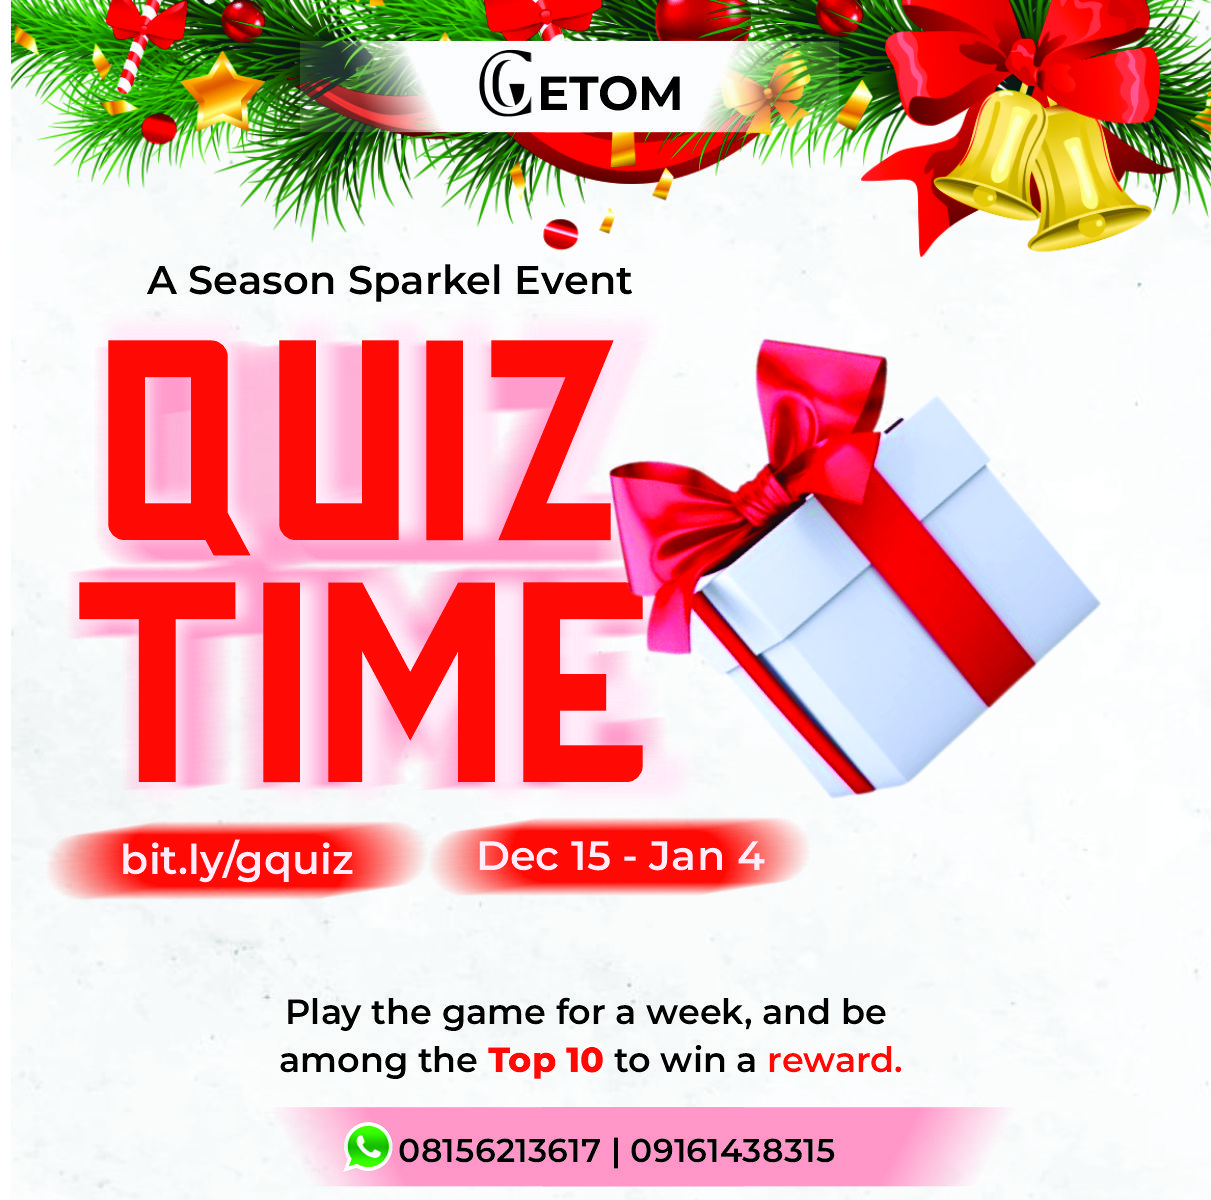 GETOM
A Season Sparkel Event
QUIZ
TIME
bit.ly/gquiz
Dec 15 - Jan 4
Play the game for a week, and be
among the Top 10 to win a reward.
08156213617 | 09161438315